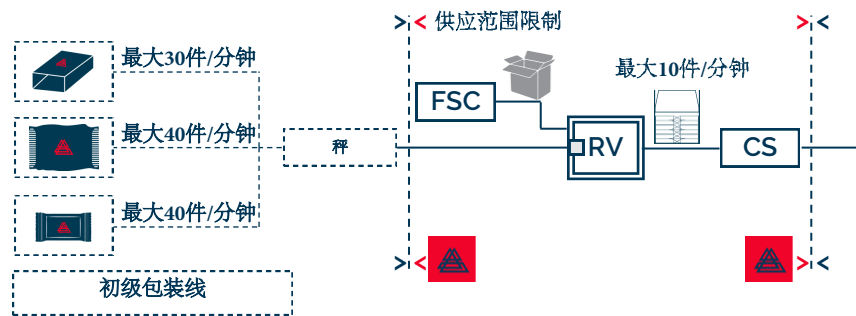 供应范围限制
最大30件/分钟
最大10件/分钟
FSC
最大40件/分钟
秤
RV
CS
最大40件/分钟
初级包装线